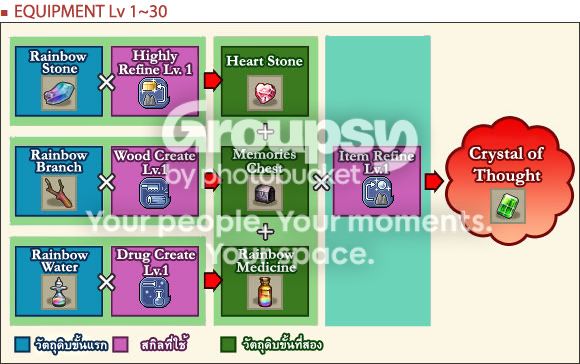 EQUIPMENT Lv 1~30
Rainbow
Stone
Highly
Refine Lv.1
Heart Stone
Rainbow
Branch
Wood Create
Lv.1
Memories
Chest
Item Refine
Lv.1
Crystal of
Thought
Rainbow
Water
Drug Create
Lv.1
Rainbow
Medicine
Groupsy
by photobucket
Your people. Your moments.
Your space.
วัตถุดิบขั้นแรก
สกิลที่ใช้
วัตถุดิบขั้นที่สอง